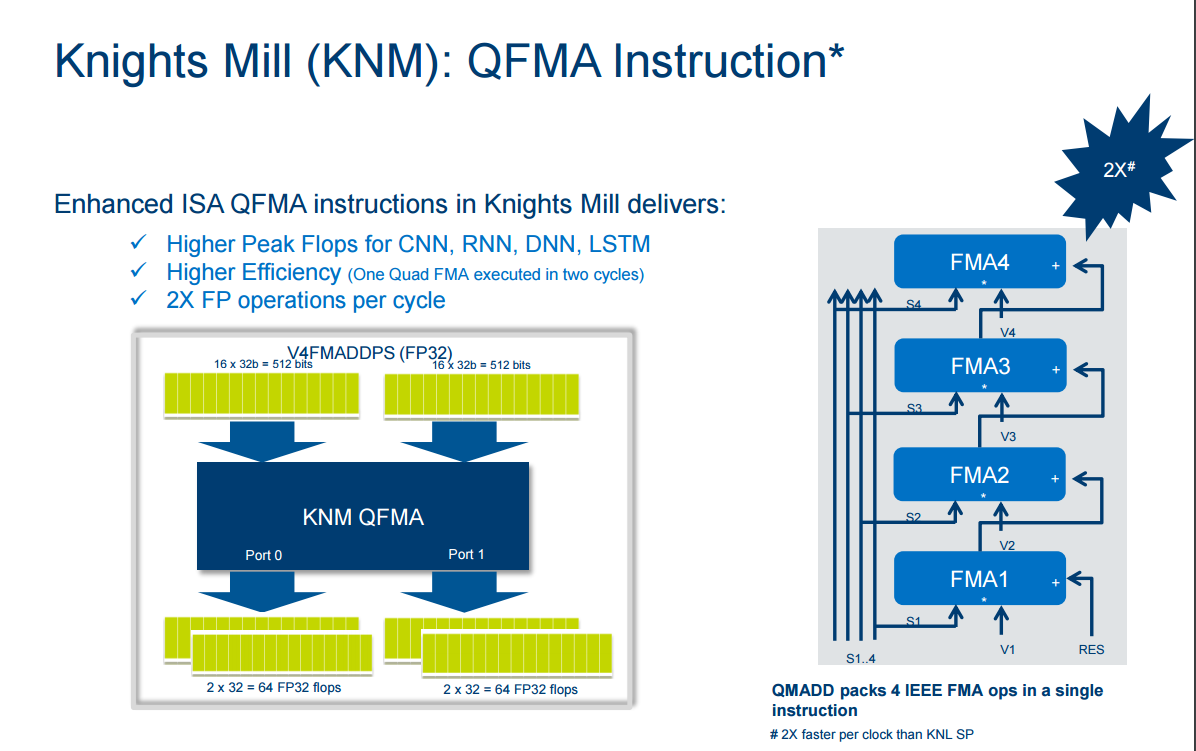 Knights Mill (KNM): QFMA Instruction*
2X#
Enhanced ISA QFMA instructions in Knights Mill delivers:
✓ Higher Peak Flops for CNN, RNN, DNN, LSTM
✓ Higher Efficiency (One Quad FMA executed in two cycles)
✓ 2X FP operations per cycle
V4FMADDPS (FP32)
16 x 32b = 512 bits
16 x 32b = 512 bits
KNM QFMA
Port 0
Port 1
2 x 32 = 64 FP32 flops
2 x 32 = 64 FP32 flops
FMA4
+
*
S4
V4
FMA3
+
*
S3
V3
FMA2
+
*
S2
V2
FMA1
+
*
S1
V1
RES
S1..4
QMADD packs 4 IEEE FMA ops in a single
instruction
# 2X faster per clock than KNL SP